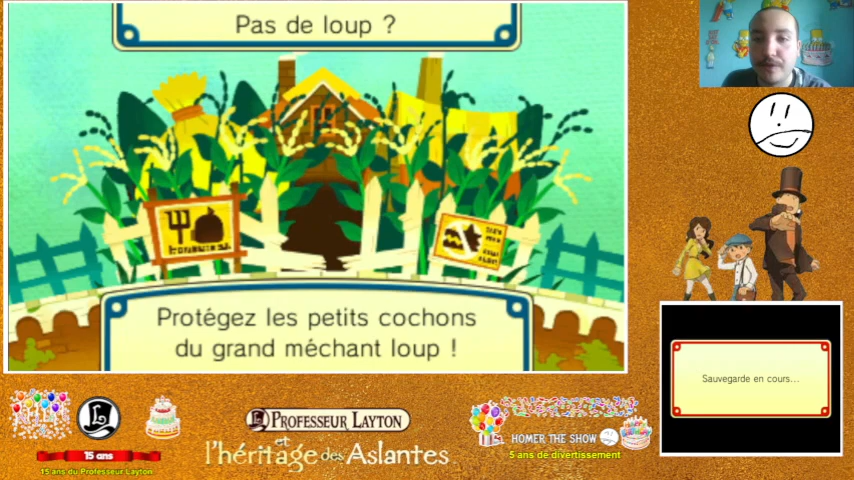 Pas de loup ?
Protégez les petits cochons
du grand méchant loup !
Sauvegarde en cours...
15 ans
15 ans du Professeur Layton
PROFESSEUR LAYTON
et
l'héritage des Aslantes
HOMER THE SHOW
5 ans de divertissement